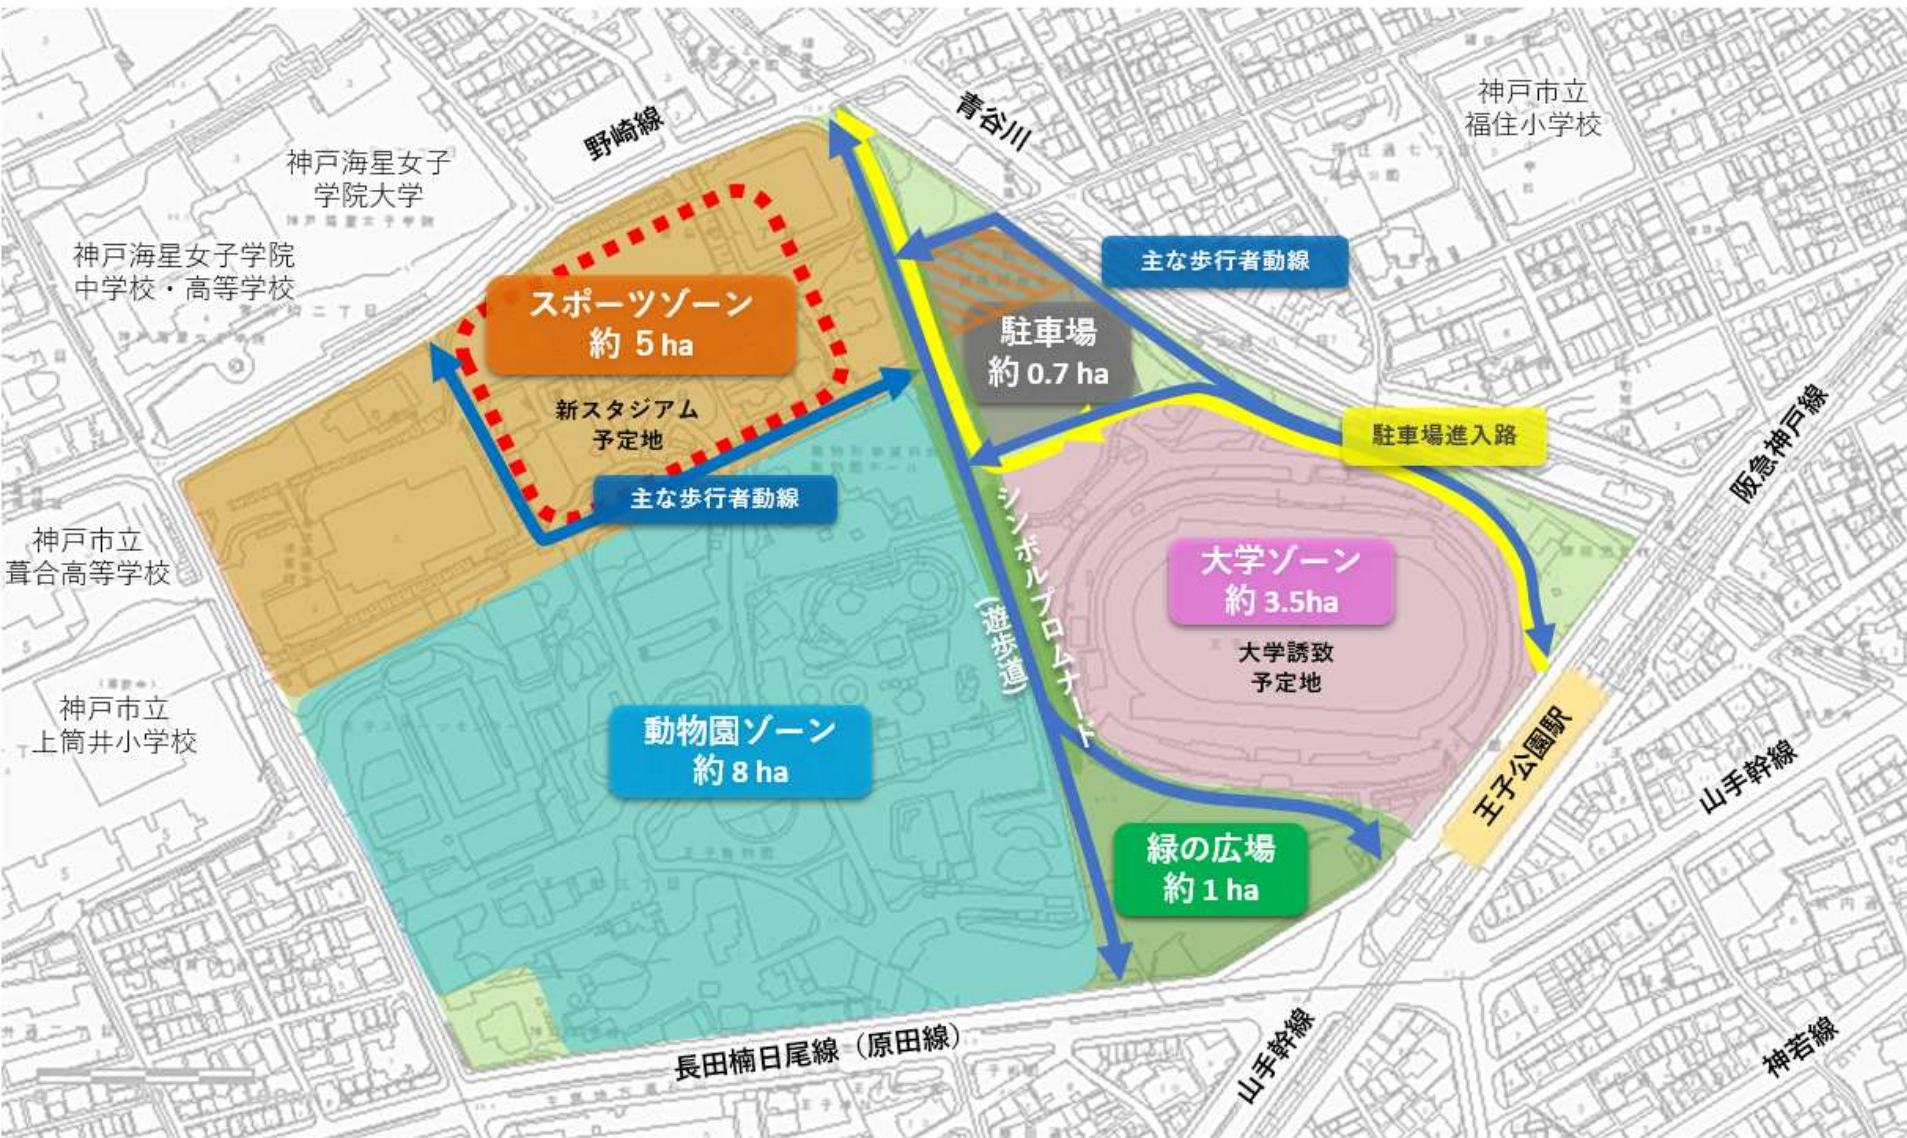 野崎線
青谷川
神戸市立
福住小学校
神戸海星女子
学院大学
神戸海星女子学院
中学校・高等学校
主な歩行者動線
スポーツゾーン
約 5 ha
駐車場
約 0.7 ha
新スタジアム
予定地
駐車場進入路
阪急神戸線
主な歩行者動線
神戸市立
葺合高等学校
シンボルプロムナード
(遊歩道)
大学ゾーン
約 3.5ha
大学誘致
予定地
神戸市立
上筒井小学校
動物園ゾーン
約 8 ha
王子公園駅
山手幹線
緑の広場
約 1 ha
長田楠日尾線（原田線）
山手幹線
神若線